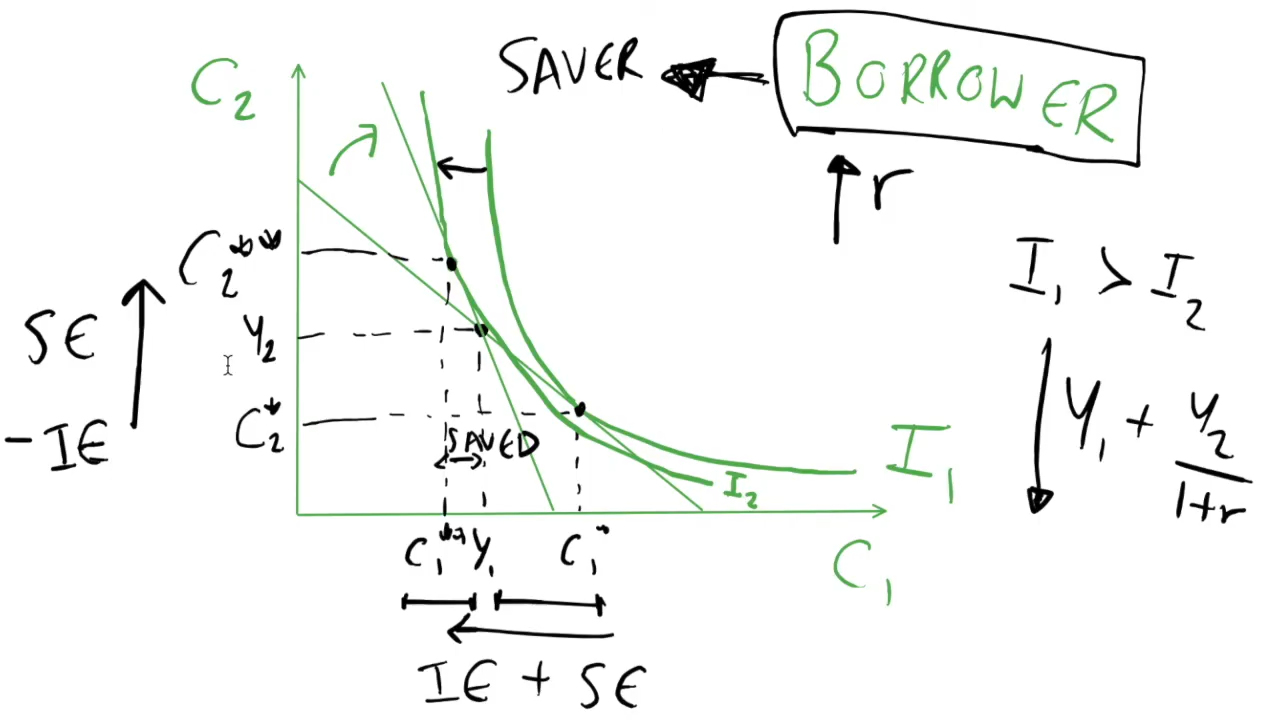 SAVER
BORROWER
C₂
r
C₂**
Y₂
C₂*
SE
-IE
I₁ > I₂
Y₁ + Y₂/(1+r)
SAVED
I₁
I₂
C₁** Y₁ C₁*
C₁
IE + SE